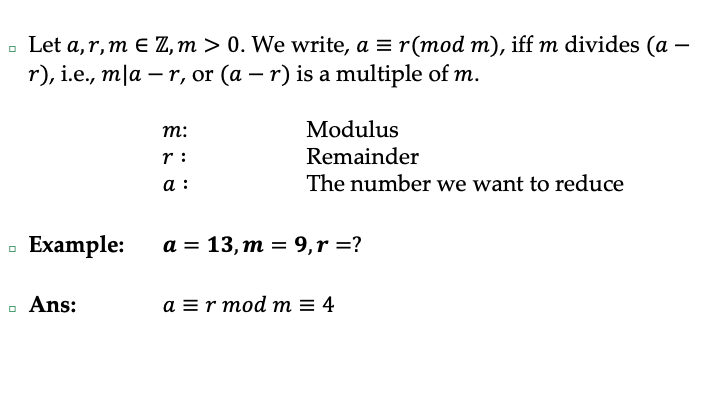 ▫ Let a, r, m ∈ ℤ, m > 0. We write, a ≡ r(mod m), iff m divides (a −
r), i.e., m|a − r, or (a − r) is a multiple of m.
m: Modulus
r : Remainder
a : The number we want to reduce
▫ Example: a = 13, m = 9, r =?
▫ Ans: a ≡ r mod m ≡ 4